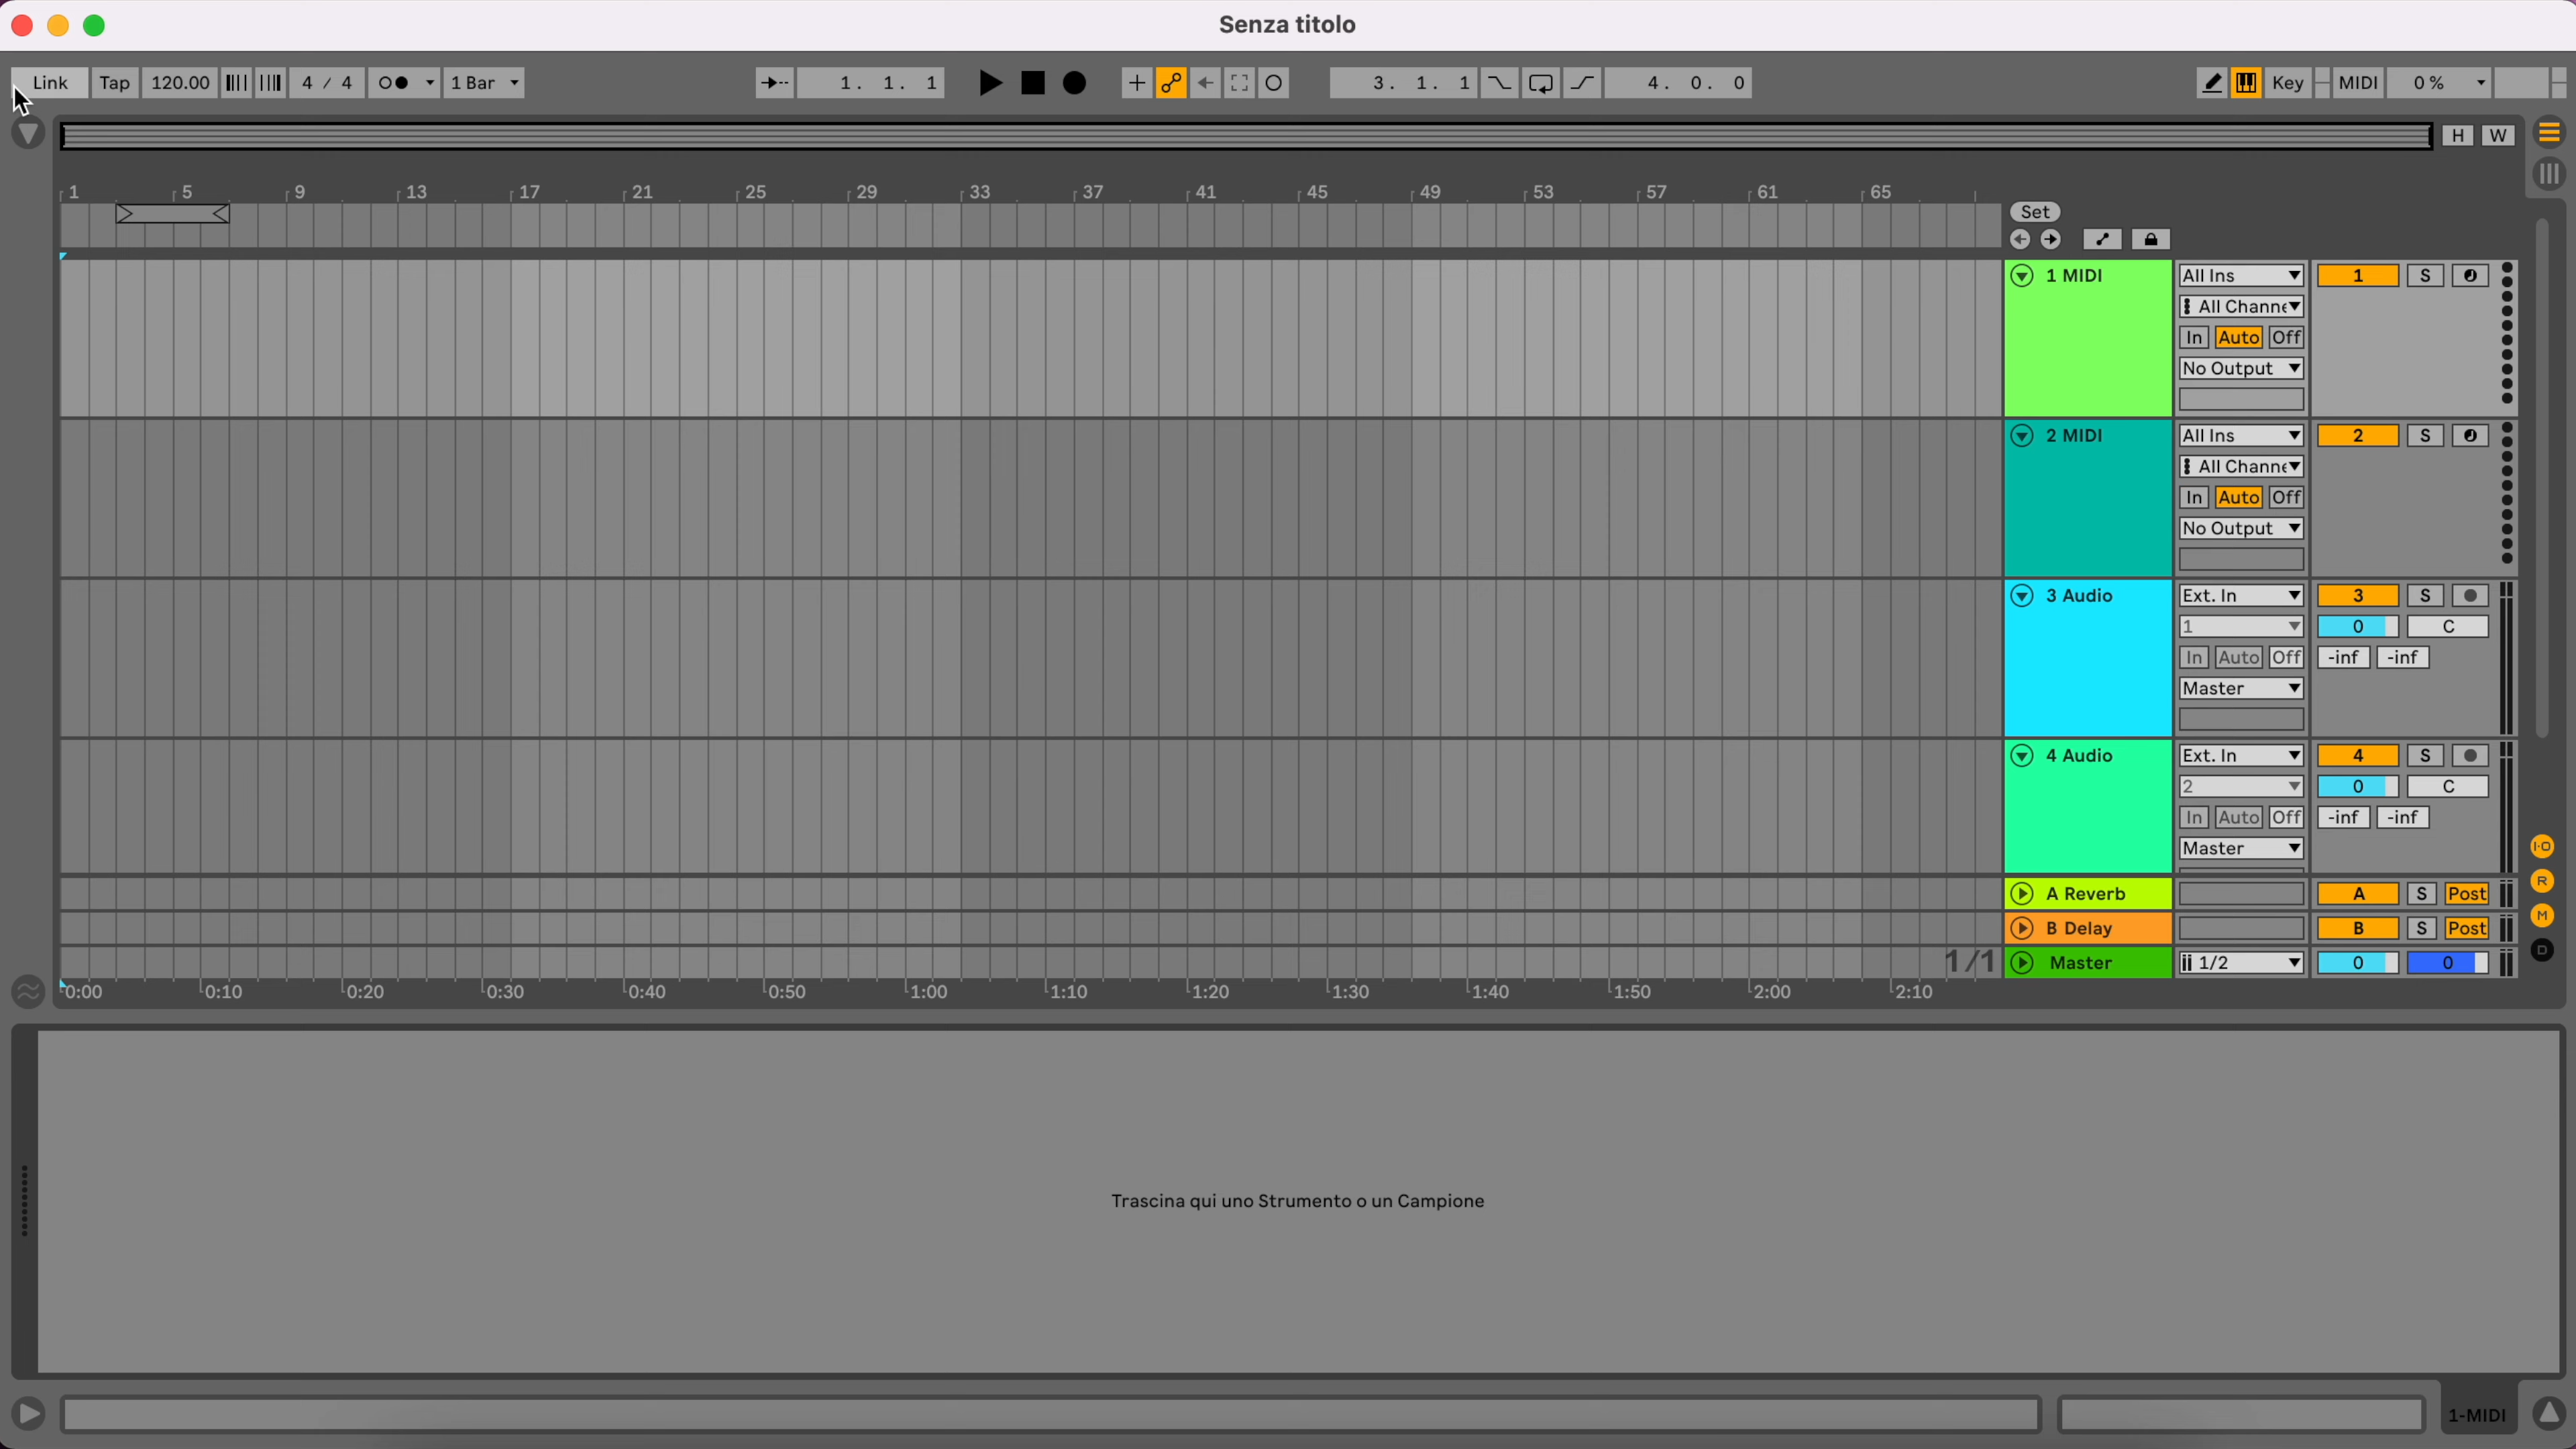 Senza titolo
Link Tap 120.00 4 / 4 1 Bar 1. 1. 1 3. 1. 1 4. 0. 0 Key MIDI 0 %
H W
1 5 9 13 17 21 25 29 33 37 41 45 49 53 57 61 65
Set
1 MIDI All Ins 1 S
All Channe
In Auto Off
No Output
2 MIDI All Ins 2 S
All Channe
In Auto Off
No Output
3 Audio Ext. In 3 S
1 0 C
In Auto Off -inf -inf
Master
4 Audio Ext. In 4 S
2 0 C
In Auto Off -inf -inf
Master
I·O
R
A Reverb A S Post
M
B Delay B S Post
D
1/1 Master 1/2 0 0
0:00 0:10 0:20 0:30 0:40 0:50 1:00 1:10 1:20 1:30 1:40 1:50 2:00 2:10
Trascina qui uno Strumento o un Campione
1-MIDI